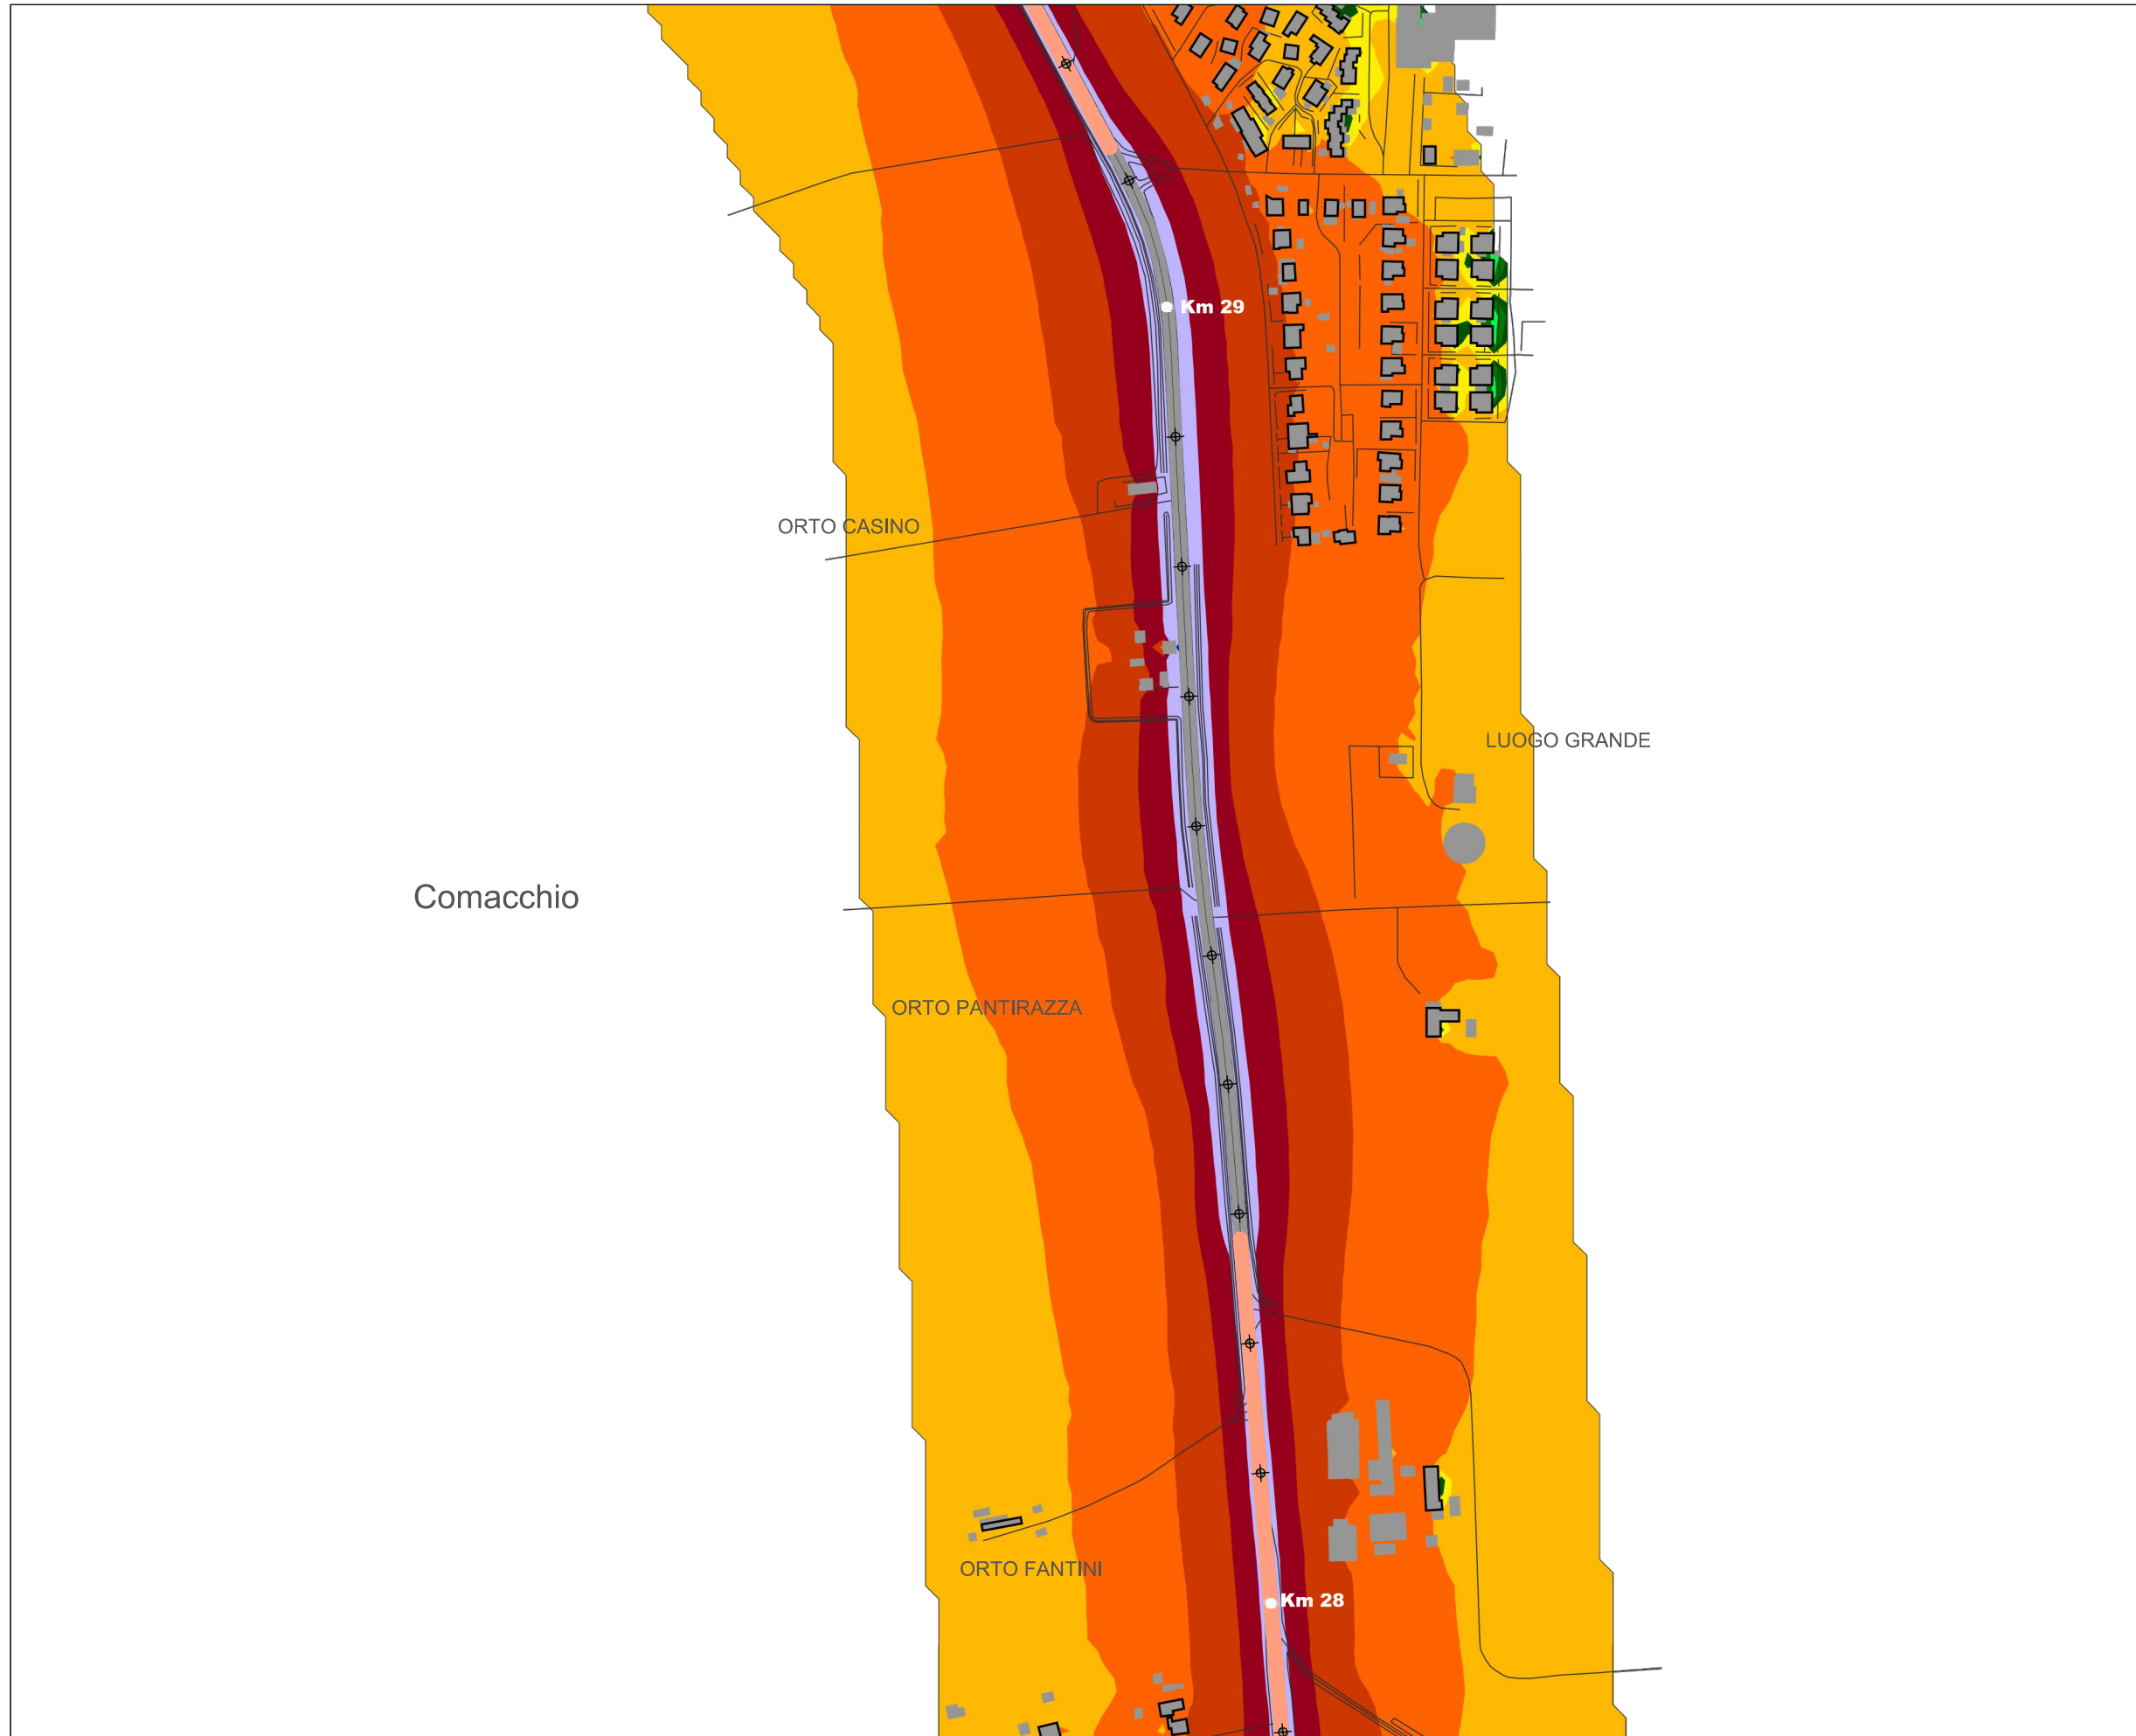 Km 29
ORTO CASINO
LUOGO GRANDE
Comacchio
ORTO PANTIRAZZA
ORTO FANTINI
Km 28